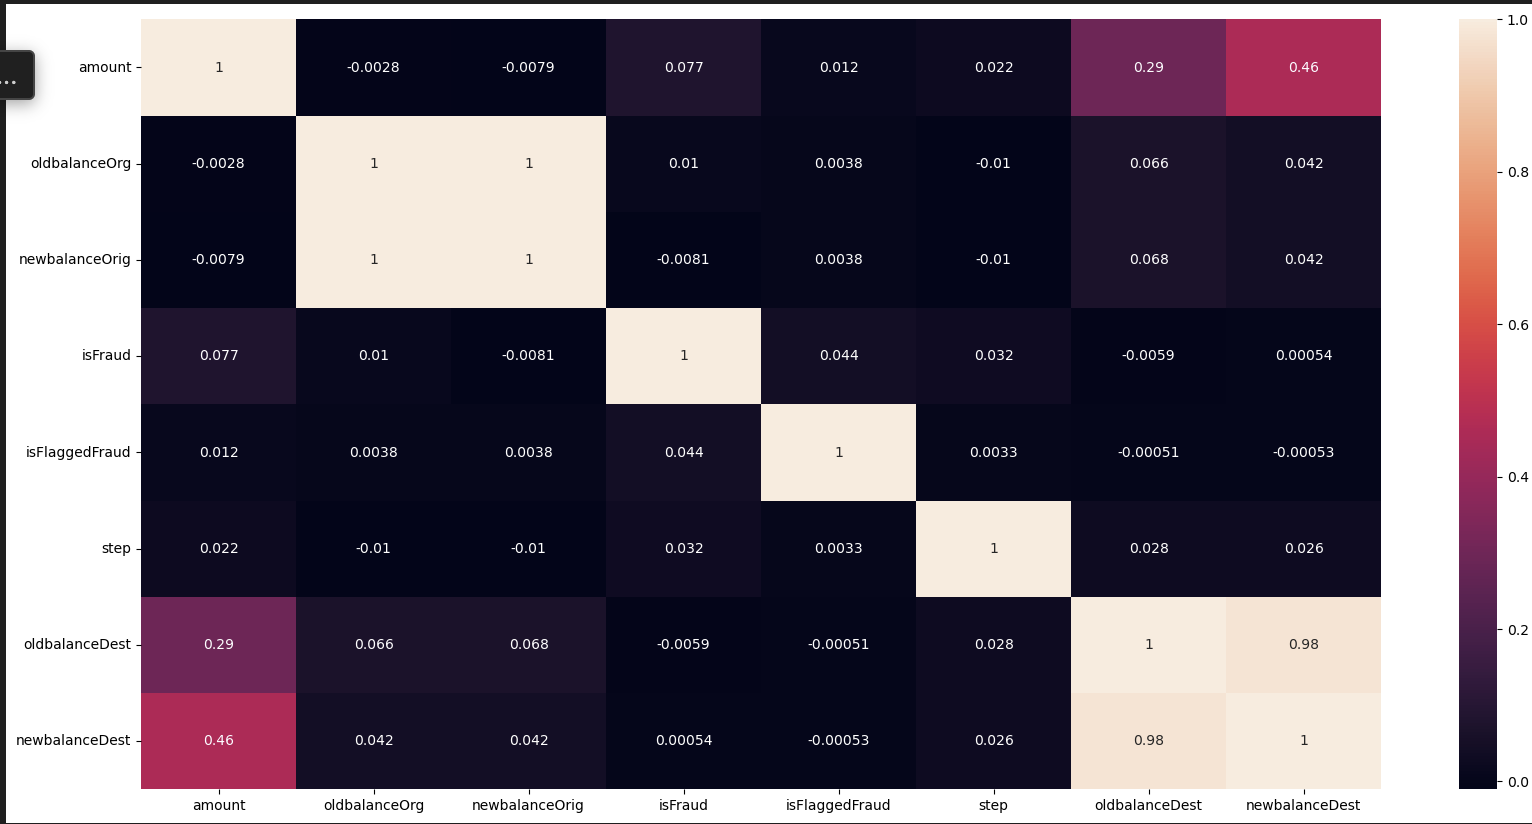 1.0
amount 1 -0.0028 -0.0079 0.077 0.012 0.022 0.29 0.46
oldbalanceOrg -0.0028 1 1 0.01 0.0038 -0.01 0.066 0.042
0.8
newbalanceOrig -0.0079 1 1 -0.0081 0.0038 -0.01 0.068 0.042
0.6
isFraud 0.077 0.01 -0.0081 1 0.044 0.032 -0.0059 0.00054
isFlaggedFraud 0.012 0.0038 0.0038 0.044 1 0.0033 -0.00051 -0.00053
0.4
step 0.022 -0.01 -0.01 0.032 0.0033 1 0.028 0.026
0.2
oldbalanceDest 0.29 0.066 0.068 -0.0059 -0.00051 0.028 1 0.98
newbalanceDest 0.46 0.042 0.042 0.00054 -0.00053 0.026 0.98 1
0.0
amount oldbalanceOrg newbalanceOrig isFraud isFlaggedFraud step oldbalanceDest newbalanceDest